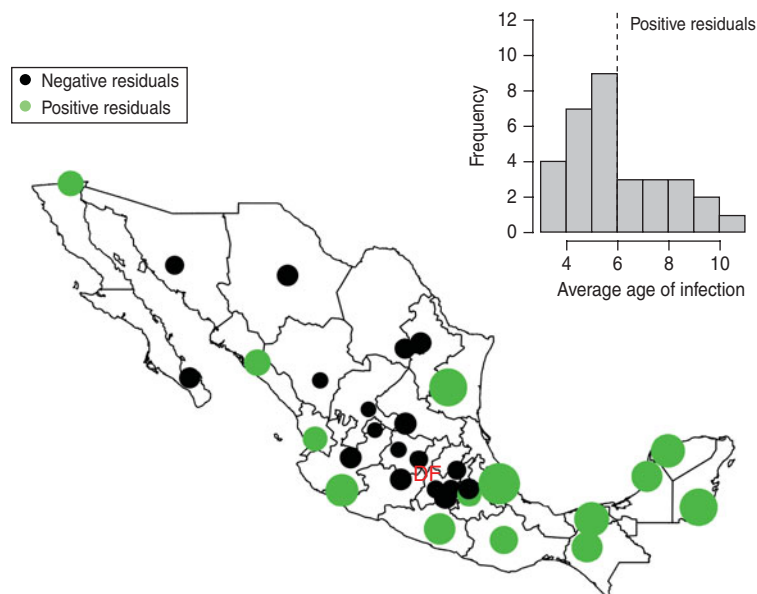 Negative residuals
Positive residuals
DF
12
10
8
6
4
2
0
Frequency
Positive residuals
4 6 8 10
Average age of infection